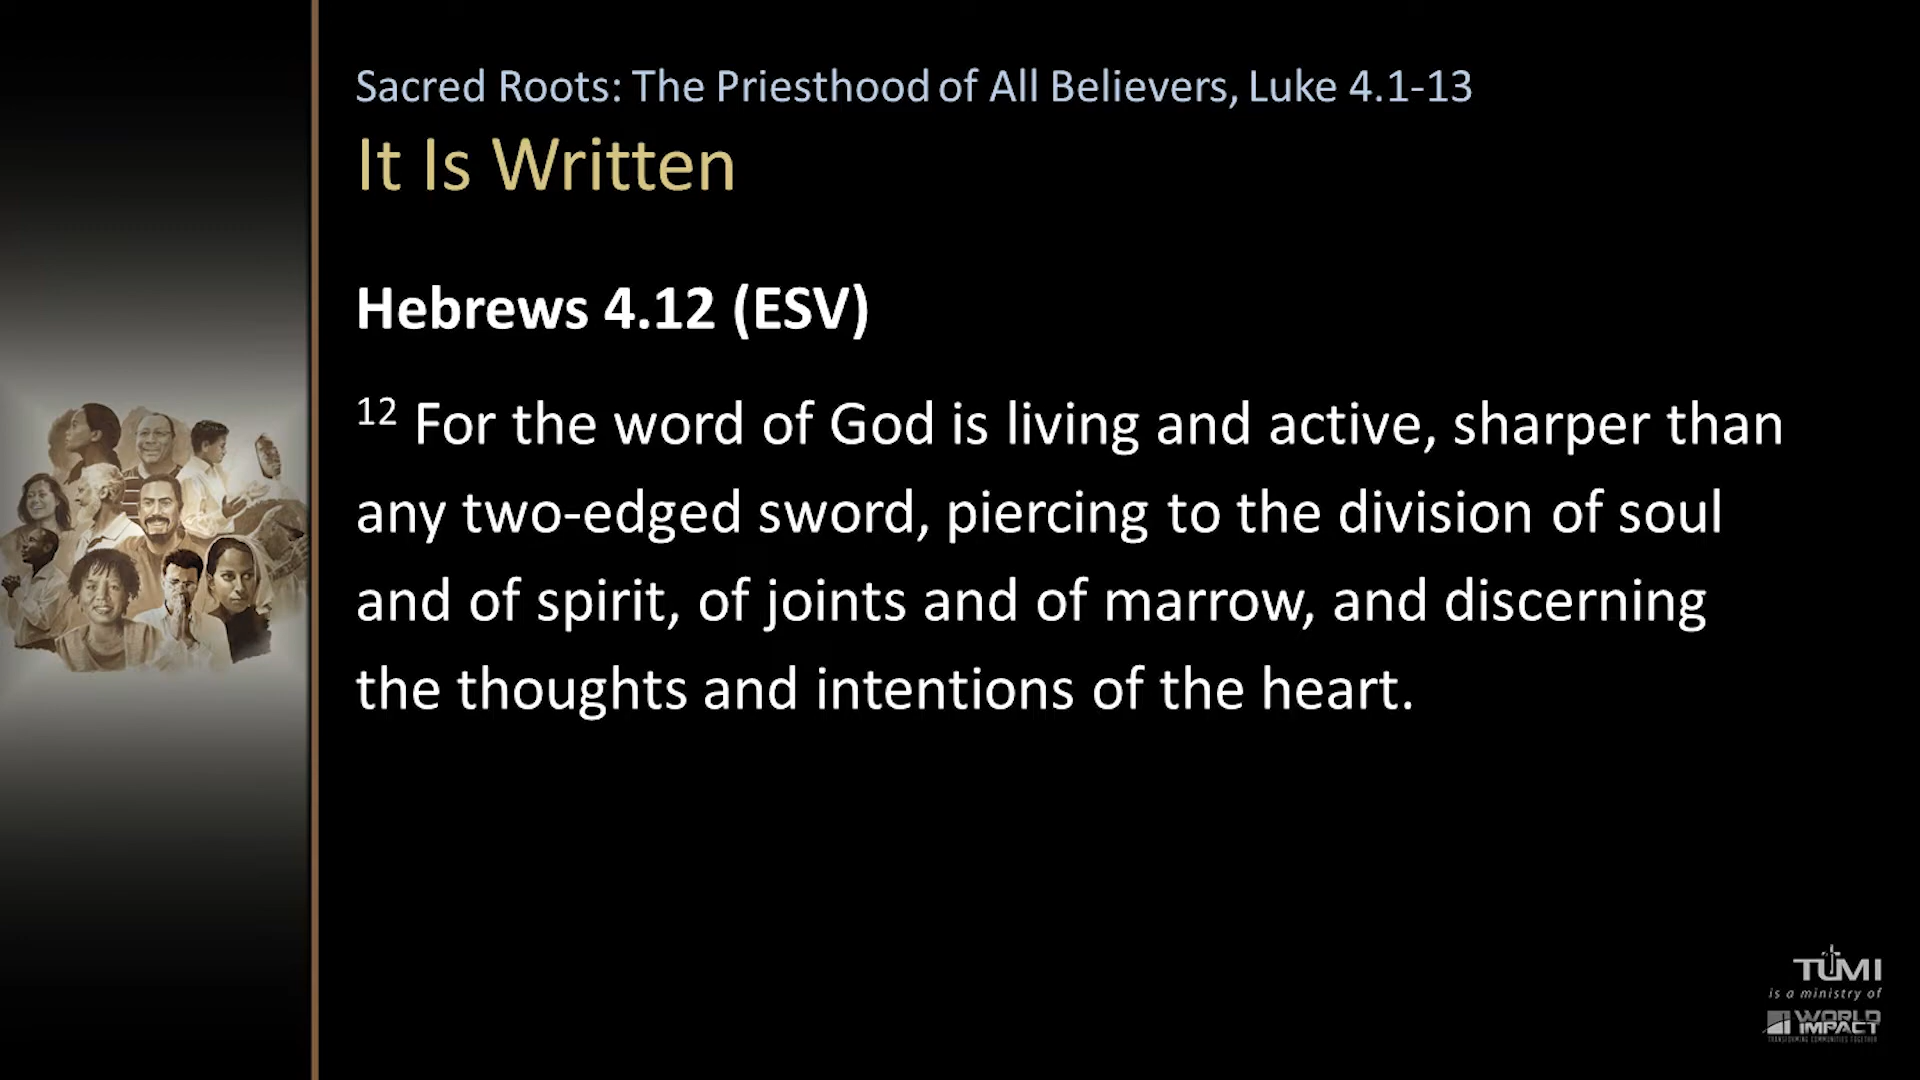 Sacred Roots: The Priesthood of All Believers, Luke 4.1-13
It Is Written
Hebrews 4.12 (ESV)
12 For the word of God is living and active, sharper than
any two-edged sword, piercing to the division of soul
and of spirit, of joints and of marrow, and discerning
the thoughts and intentions of the heart.
TUMI
is a ministry of
WORLD
IMPACT
TRANSFORMING COMMUNITIES TOGETHER